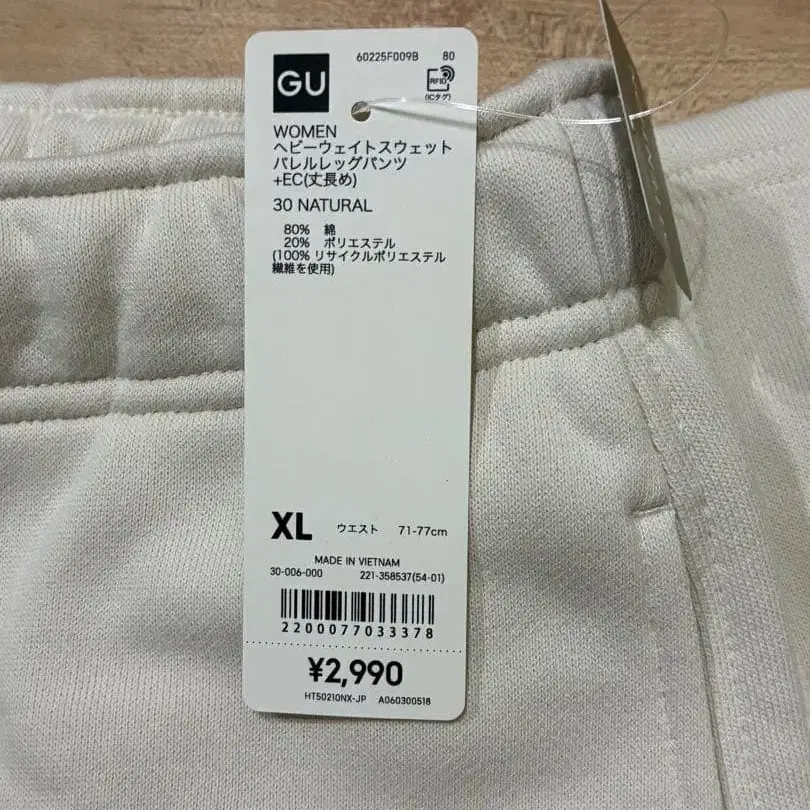 GU
60225F009B 80
RFID
(ICタグ)
WOMEN
ヘビーウェイトスウェット
バレルレッグパンツ
+EC(丈長め)
30 NATURAL
80% 綿
20% ポリエステル
(100% リサイクルポリエステル
繊維を使用)
XL ウエスト 71-77cm
MADE IN VIETNAM
30-006-000 221-358537(54-01)
2200077033378
¥2,990
HT50210NX-JP A060300518